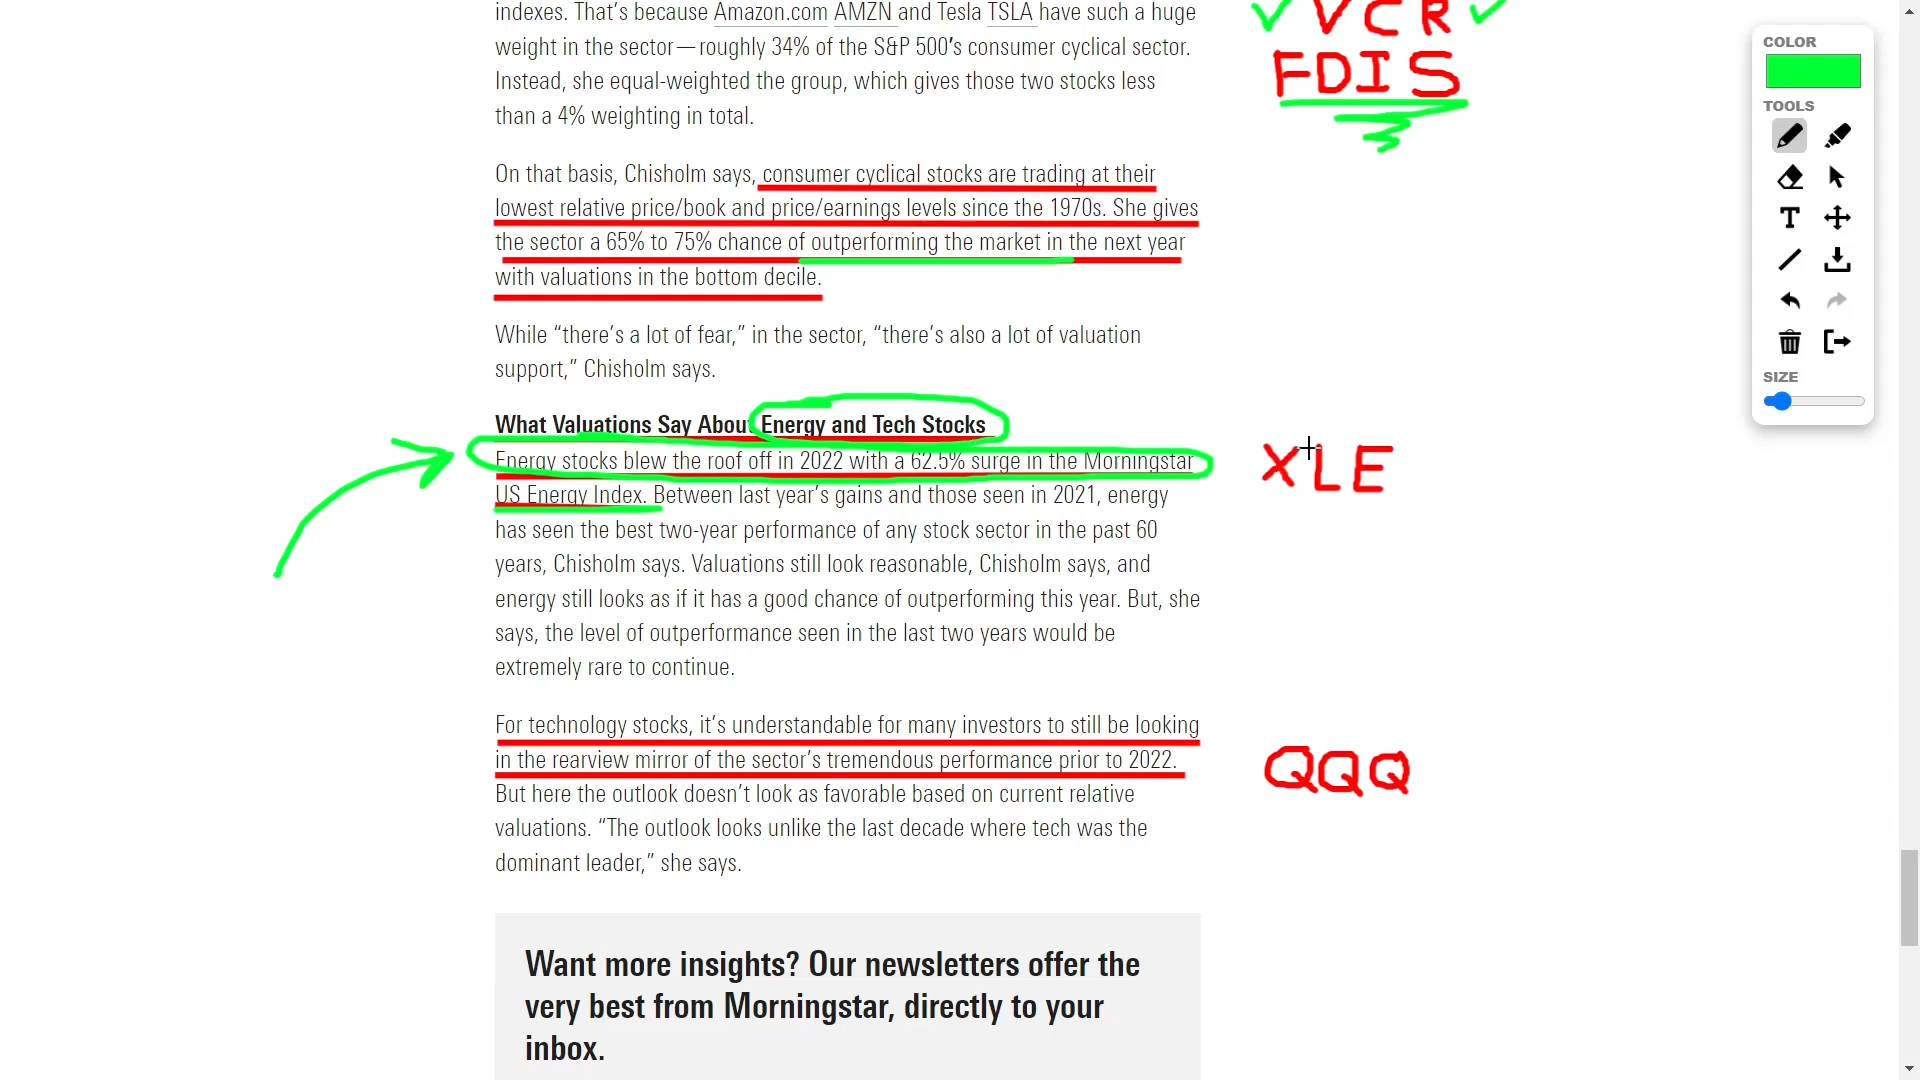 indexes. That’s because Amazon.com AMZN and Tesla TSLA have such a huge
weight in the sector—roughly 34% of the S&P 500’s consumer cyclical sector.
Instead, she equal-weighted the group, which gives those two stocks less
than a 4% weighting in total.
VCR
FDIS
On that basis, Chisholm says, consumer cyclical stocks are trading at their
lowest relative price/book and price/earnings levels since the 1970s. She gives
the sector a 65% to 75% chance of outperforming the market in the next year
with valuations in the bottom decile.
While “there’s a lot of fear,” in the sector, “there’s also a lot of valuation
support,” Chisholm says.
What Valuations Say About Energy and Tech Stocks
Energy stocks blew the roof off in 2022 with a 62.5% surge in the Morningstar
US Energy Index. Between last year’s gains and those seen in 2021, energy
has seen the best two-year performance of any stock sector in the past 60
years, Chisholm says. Valuations still look reasonable, Chisholm says, and
energy still looks as if it has a good chance of outperforming this year. But, she
says, the level of outperformance seen in the last two years would be
extremely rare to continue.
XLE
For technology stocks, it’s understandable for many investors to still be looking
in the rearview mirror of the sector’s tremendous performance prior to 2022.
But here the outlook doesn’t look as favorable based on current relative
valuations. “The outlook looks unlike the last decade where tech was the
dominant leader,” she says.
QQQ
Want more insights? Our newsletters offer the
very best from Morningstar, directly to your
inbox.
COLOR
TOOLS
T
SIZE